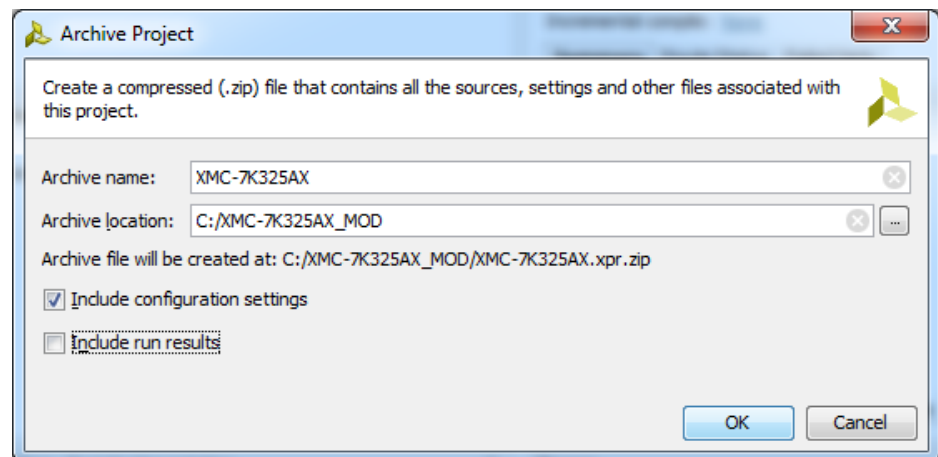 Archive Project
Create a compressed (.zip) file that contains all the sources, settings and other files associated with
this project.
Archive name: XMC-7K325AX
Archive location: C:/XMC-7K325AX_MOD ...
Archive file will be created at: C:/XMC-7K325AX_MOD/XMC-7K325AX.xpr.zip
Include configuration settings
Include run results
OK Cancel